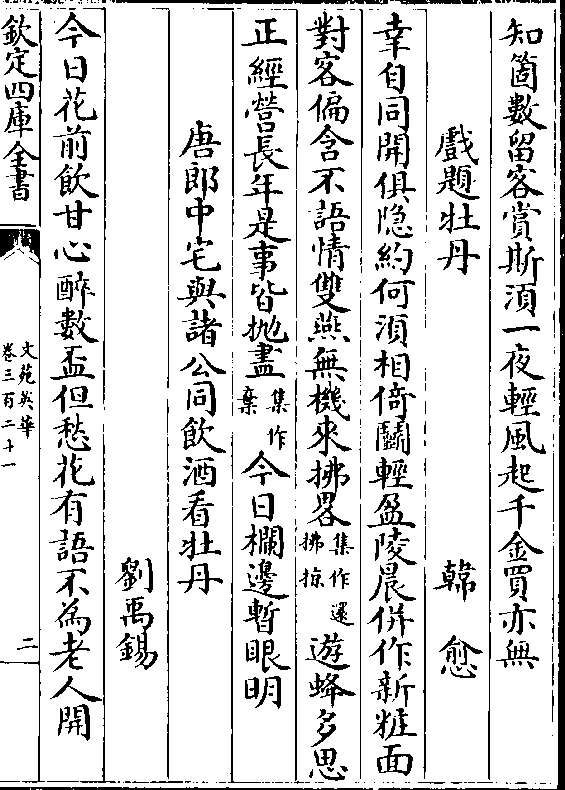 知箇數留客賞斯湏一夜輕風起千金買亦無
戲題牡丹　韓愈
幸自同開俱隐約何湏相倚鬭輕盈陵晨併作新粧面
對客偏含不語情雙燕無機來拂畧集作還拂掠遊蜂多思
正經營長年是事皆抛盡集作棄今日欄邊暫眼明
唐郎中宅與諸公同飲酒看牡丹
劉禹錫
今日花前飲甘心醉數盃但愁花有語不為老人開
欽定四庫全書
文苑英華
卷三百二十一
二